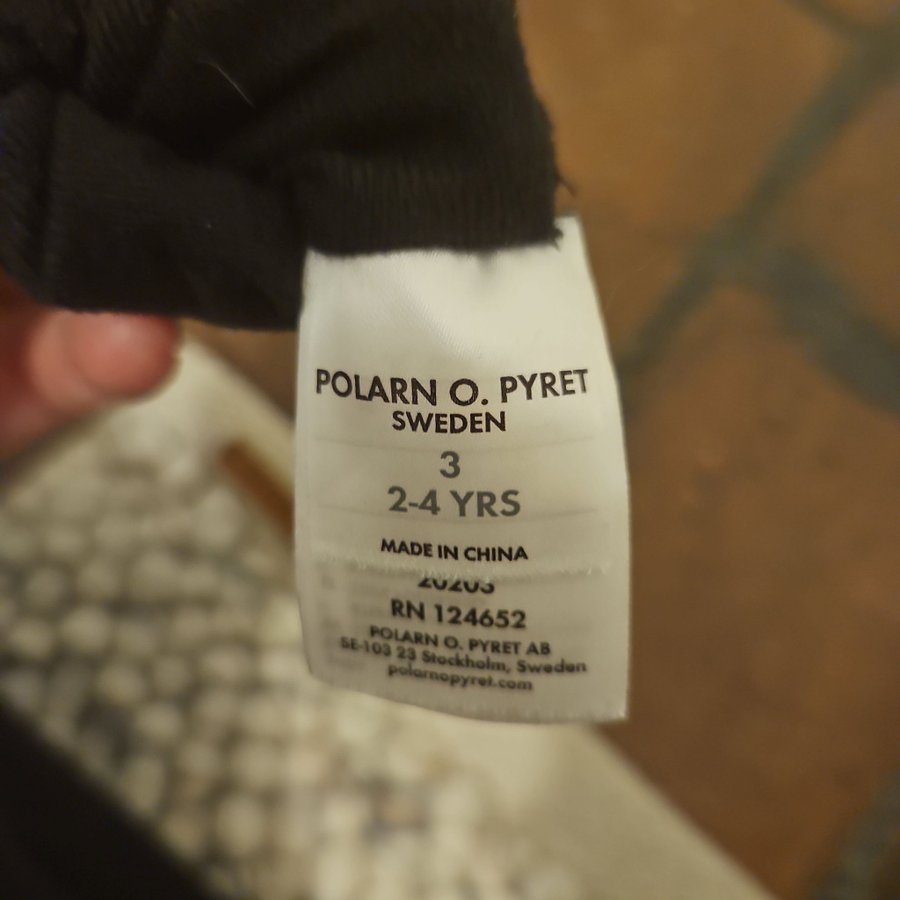 POLARN O. PYRET
SWEDEN
3
2-4 YRS
MADE IN CHINA
20203
RN 124652
POLARN O. PYRET AB
SE-103 23 Stockholm, Sweden
polarnopyret.com